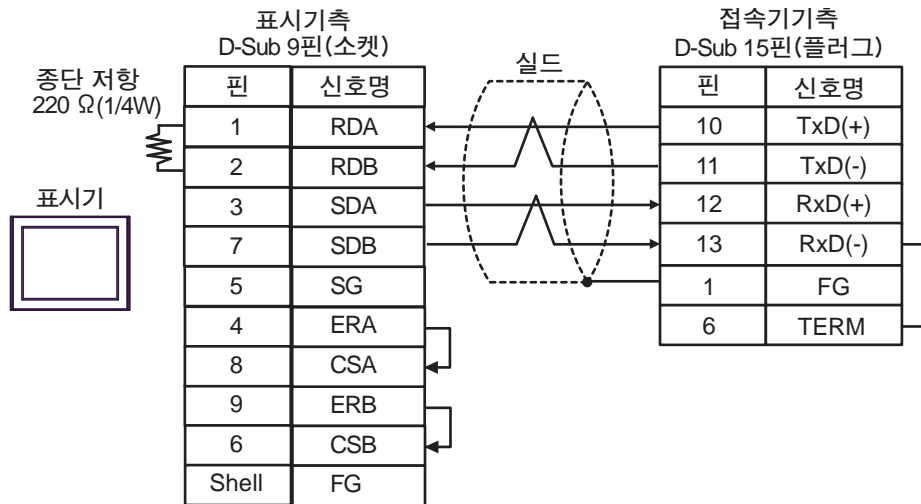 표시기측
D-Sub 9핀(소켓)
접속기기측
D-Sub 15핀(플러그)
실드
종단 저항
220 Ω(1/4W)
표시기
핀 신호명
1 RDA
2 RDB
3 SDA
7 SDB
5 SG
4 ERA
8 CSA
9 ERB
6 CSB
Shell FG
핀 신호명
10 TxD(+)
11 TxD(-)
12 RxD(+)
13 RxD(-)
1 FG
6 TERM